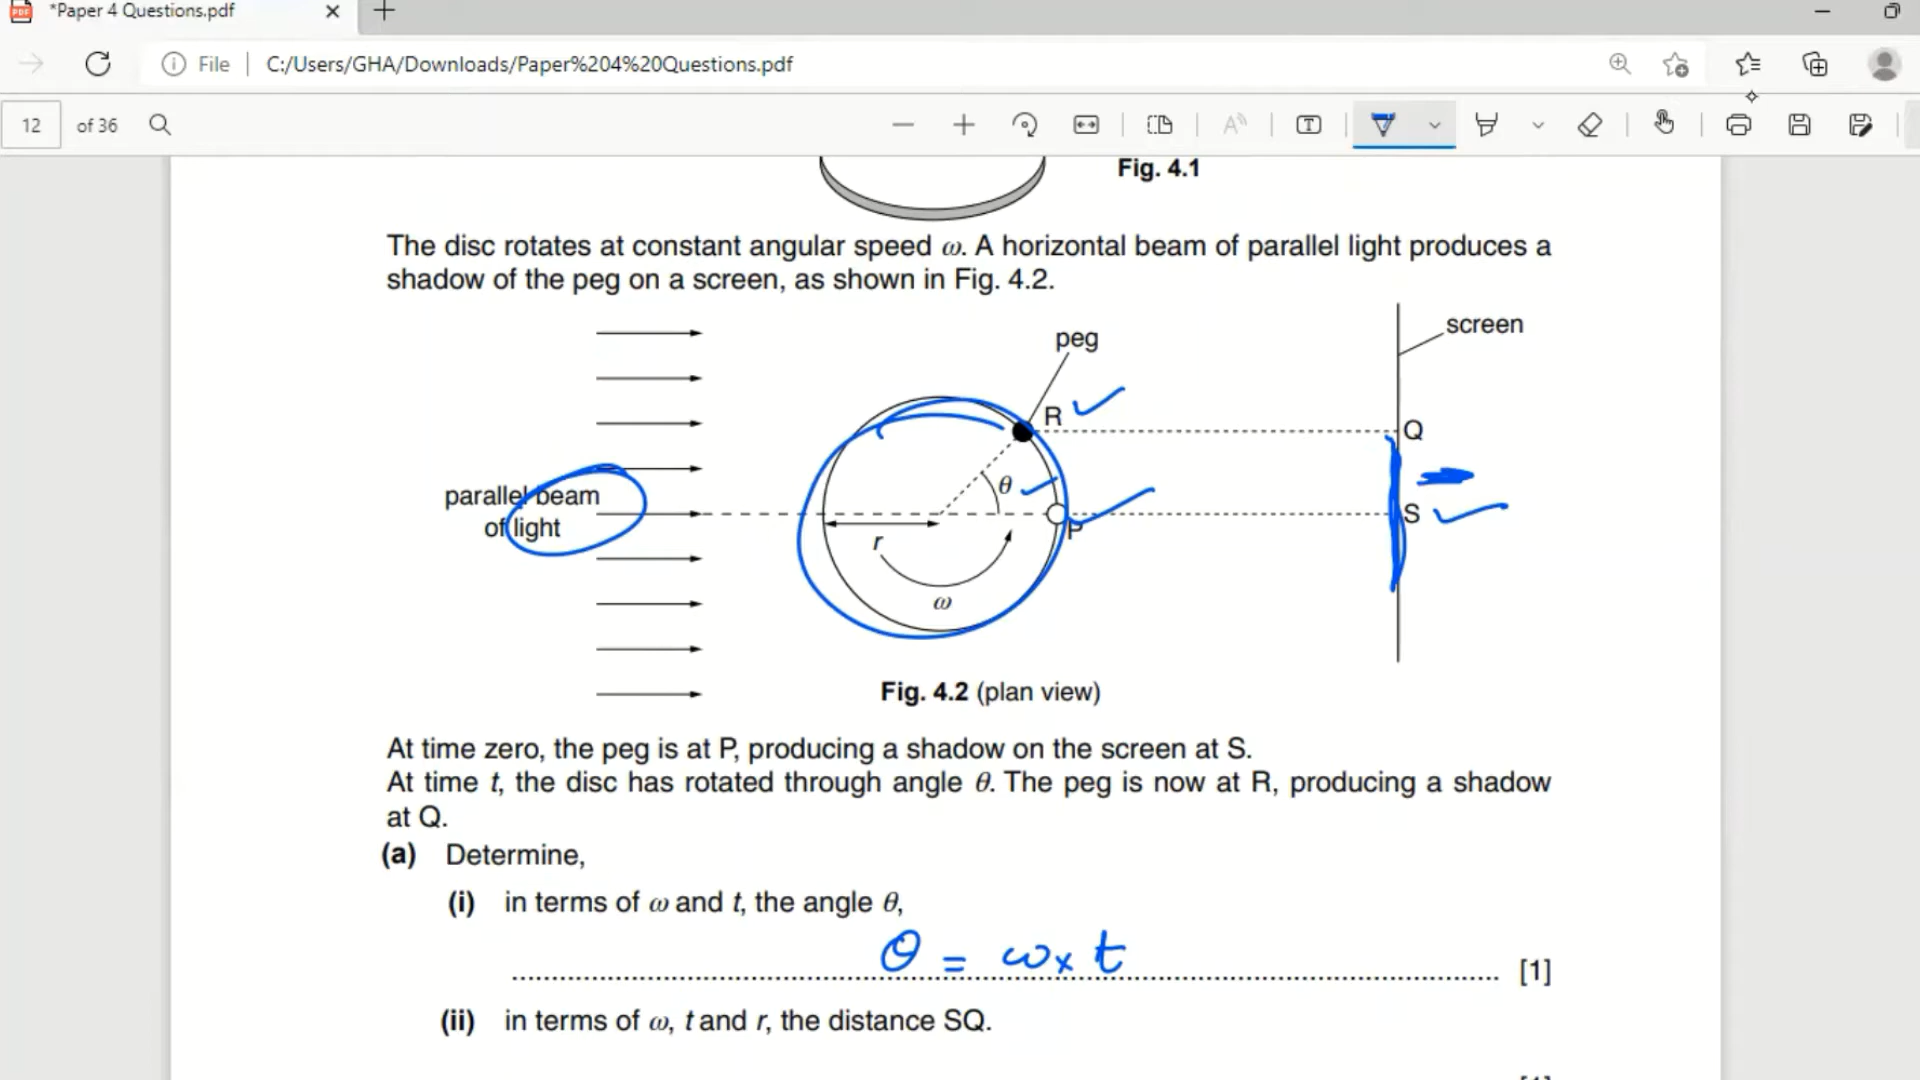 *Paper 4 Questions.pdf
File C:/Users/GHA/Downloads/Paper%204%20Questions.pdf
12 of 36
Fig. 4.1
The disc rotates at constant angular speed ω. A horizontal beam of parallel light produces a
shadow of the peg on a screen, as shown in Fig. 4.2.
screen
peg
R
Q
parallel beam
of light
θ
S
P
r
ω
Fig. 4.2 (plan view)
At time zero, the peg is at P, producing a shadow on the screen at S.
At time t, the disc has rotated through angle θ. The peg is now at R, producing a shadow
at Q.
(a) Determine,
(i) in terms of ω and t, the angle θ,
θ = ω× t
[1]
(ii) in terms of ω, t and r, the distance SQ.